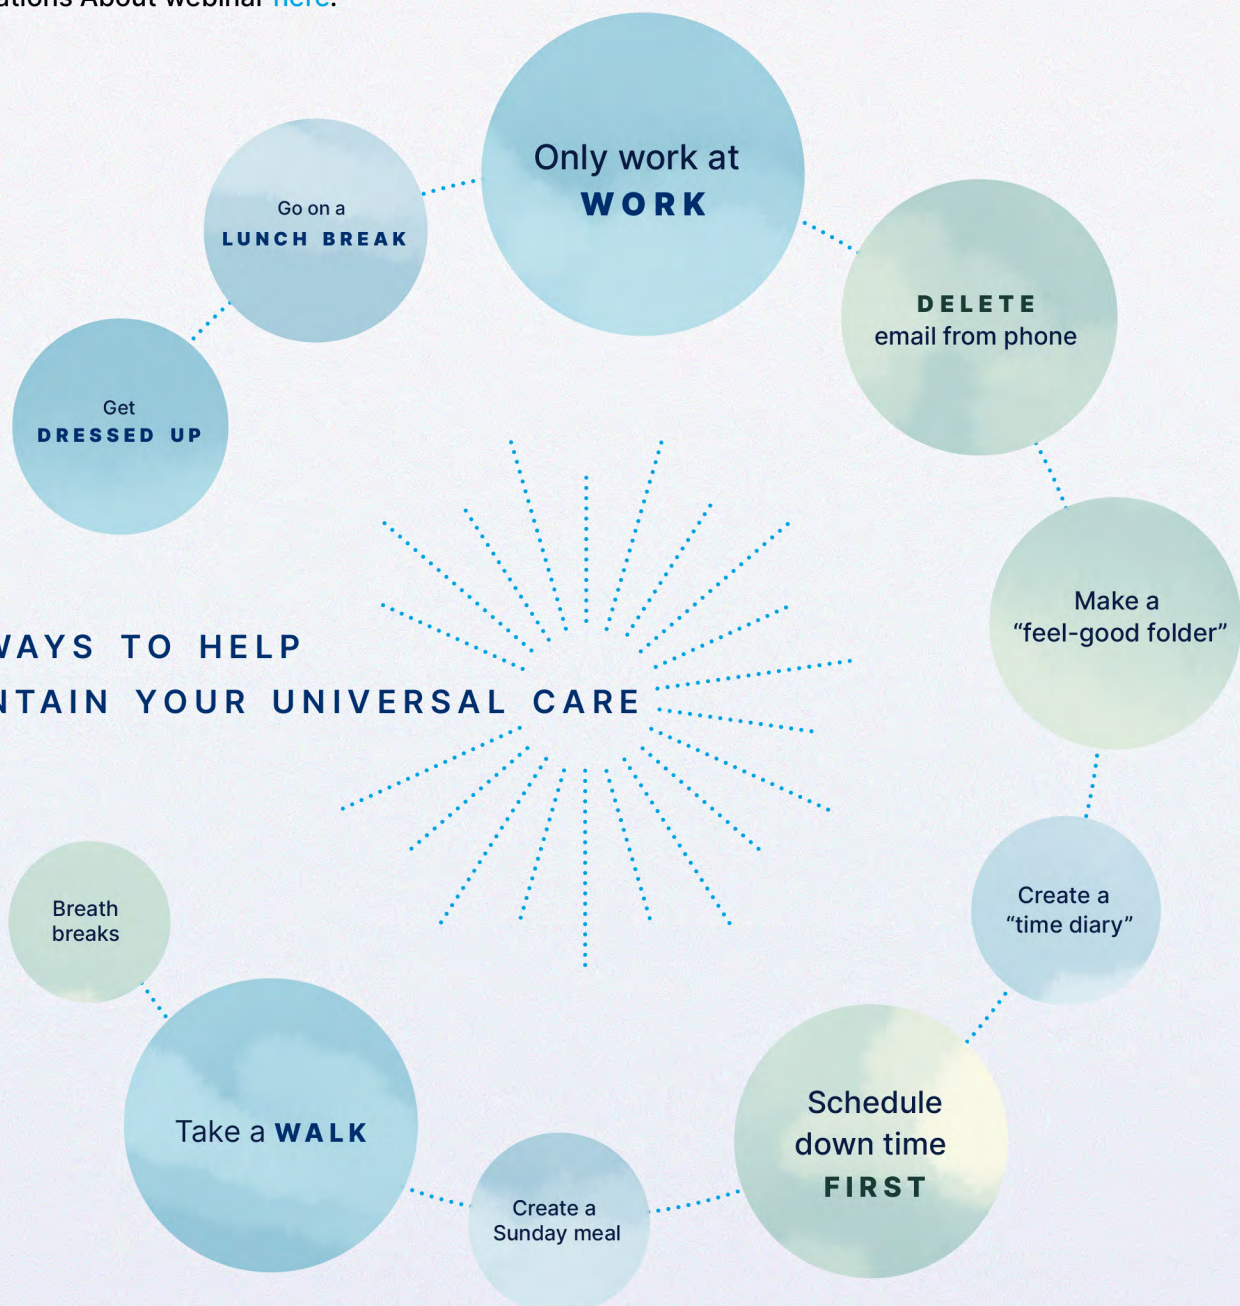 webinar here.
Only work at
WORK
Go on a
LUNCH BREAK
DELETE
email from phone
Get
DRESSED UP
Make a
“feel-good folder”
TO HELP
YOUR UNIVERSAL CARE
Create a
“time diary”
Breath
breaks
Schedule
down time
FIRST
Take a WALK
Create a
Sunday meal